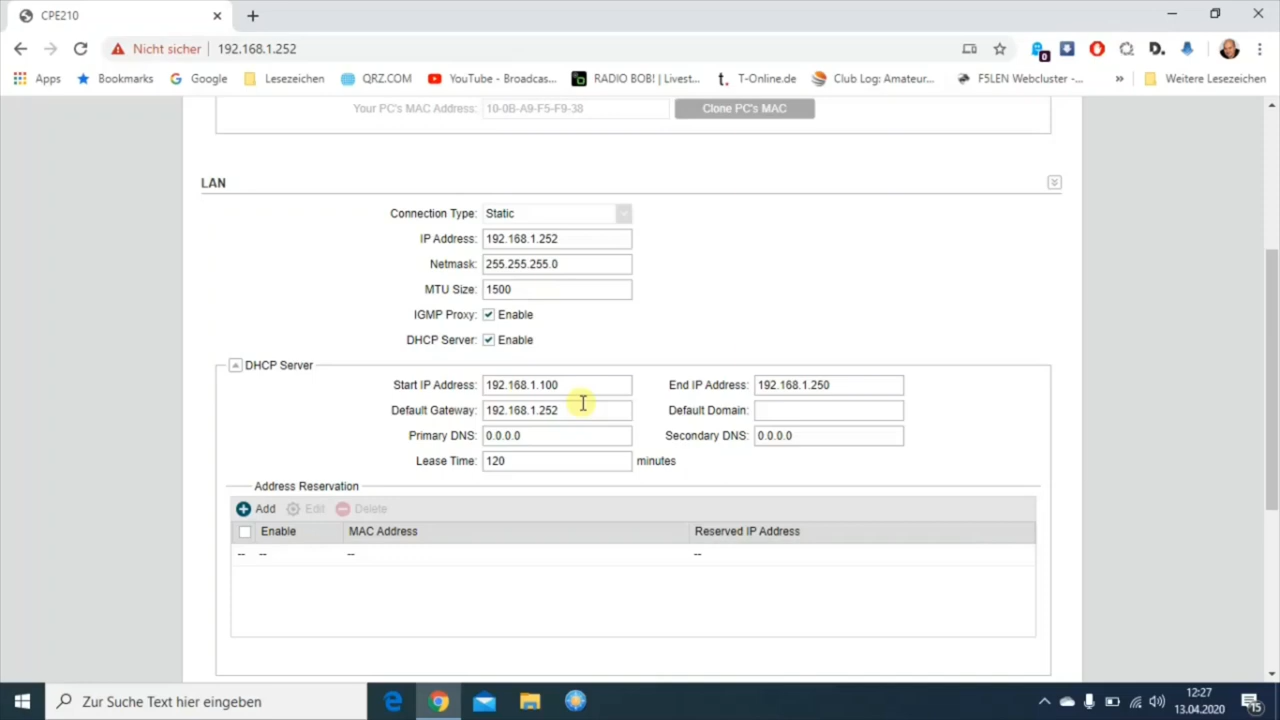 CPE210
Nicht sicher 192.168.1.252
0
D.
Apps Bookmarks Google Lesezeichen QRZ.COM YouTube - Broadcas... RADIO BOB! | Livest... t. T-Online.de Club Log: Amateur... F5LEN Webcluster -... » Weitere Lesezeichen
Your PC's MAC Address: 10-0B-A9-F5-F9-38 Clone PC's MAC
LAN
Connection Type: Static
IP Address: 192.168.1.252
Netmask: 255.255.255.0
MTU Size: 1500
IGMP Proxy: Enable
DHCP Server: Enable
DHCP Server
Start IP Address: 192.168.1.100 End IP Address: 192.168.1.250
Default Gateway: 192.168.1.252 Default Domain:
Primary DNS: 0.0.0.0 Secondary DNS: 0.0.0.0
Lease Time: 120 minutes
Address Reservation
Add Edit Delete
Enable MAC Address Reserved IP Address
-- -- -- --
Zur Suche Text hier eingeben
12:27
13.04.2020
15